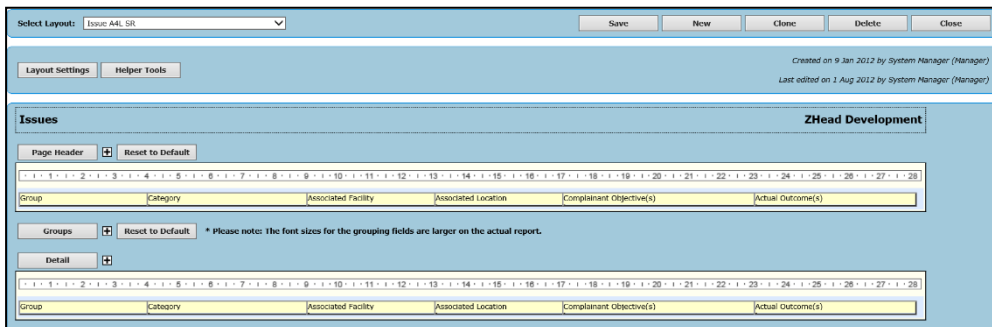 Select Layout: Issue A4L SR Save New Clone Delete Close
Created on 9 Jan 2012 by System Manager (Manager)
Layout Settings Helper Tools
Last edited on 1 Aug 2012 by System Manager (Manager)
Issues ZHead Development
Page Header + Reset to Default
1 2 3 4 5 6 7 8 9 10 11 12 13 14 15 16 17 18 19 20 21 22 23 24 25 26 27 28
Group Category Associated Facility Associated Location Complainant Objective(s) Actual Outcome(s)
Groups + Reset to Default * Please note: The font sizes for the grouping fields are larger on the actual report.
Detail +
1 2 3 4 5 6 7 8 9 10 11 12 13 14 15 16 17 18 19 20 21 22 23 24 25 26 27 28
Group Category Associated Facility Associated Location Complainant Objective(s) Actual Outcome(s)